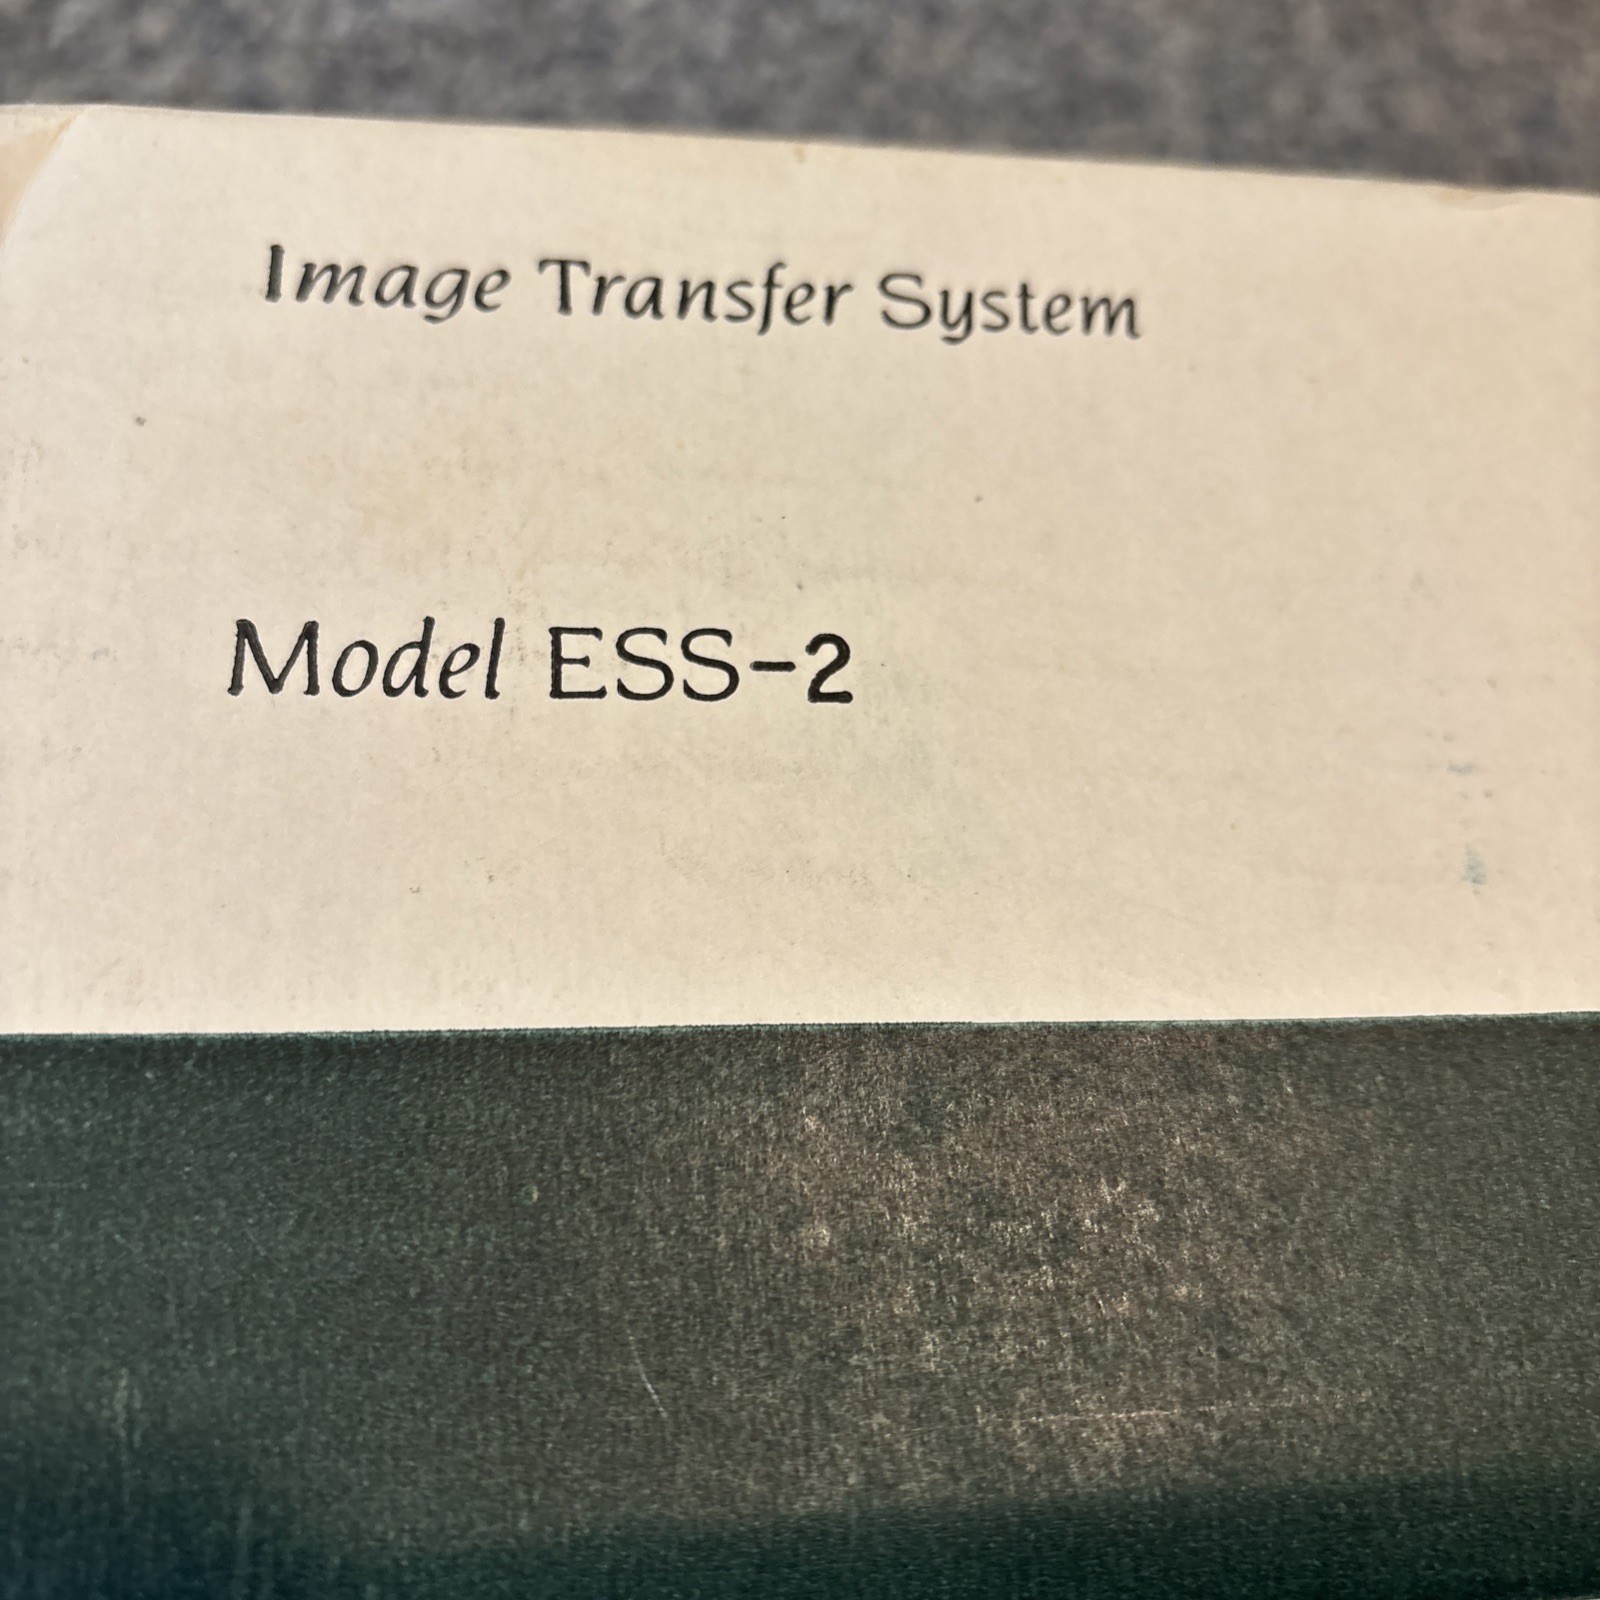 Image Transfer System
Model ESS-2